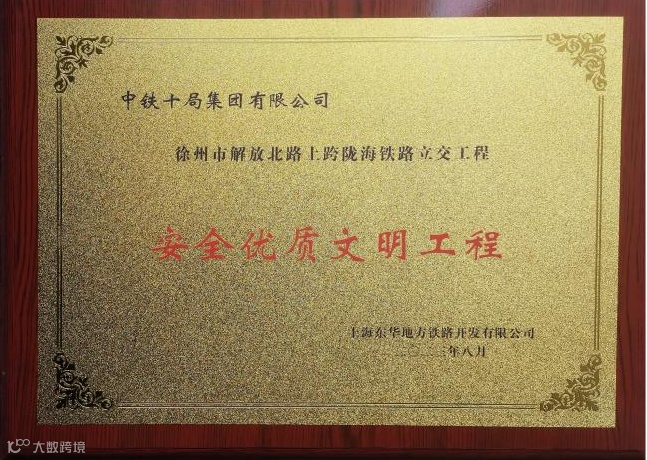 中铁十局集团有限公司
徐州市解放北路上跨陇海铁路立交工程
安全优质文明工程
上海东华地方铁路开发有限公司
二〇二三年八月
大数跨境